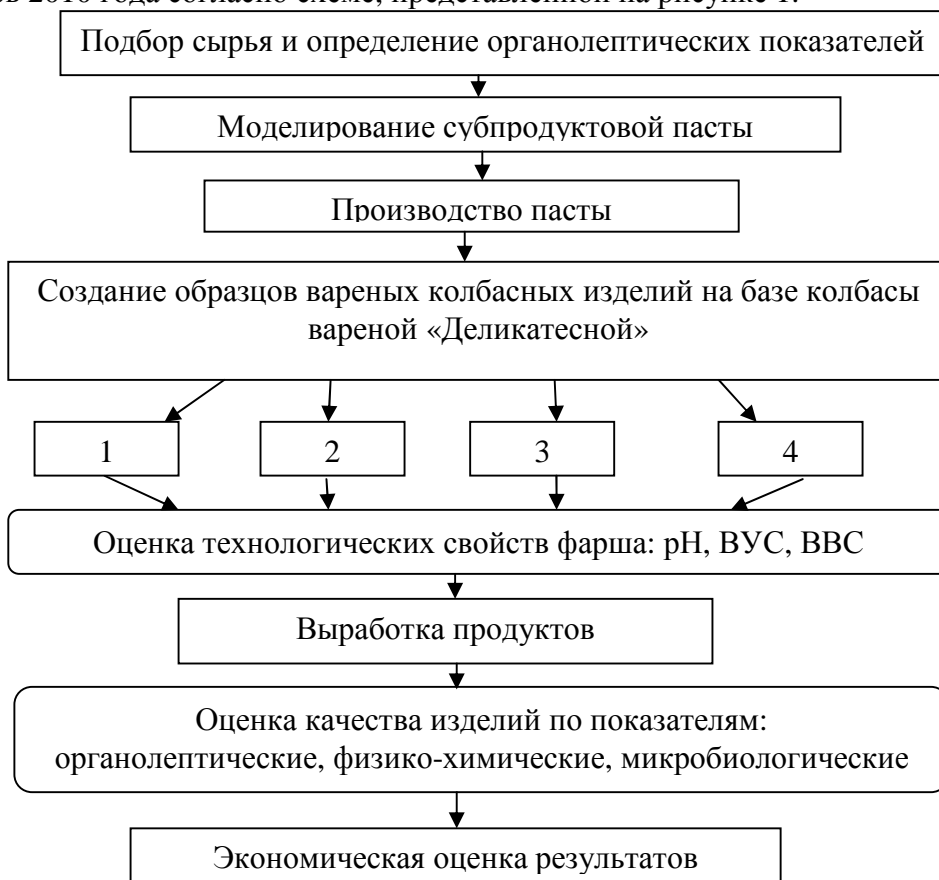 2010 года согласно схеме, представленной на рисунке 1.
Подбор сырья и определение органолептических показателей
Моделирование субпродуктовой пасты
Производство пасты
Создание образцов вареных колбасных изделий на базе колбасы
вареной «Деликатесной»
1 2 3 4
Оценка технологических свойств фарша: рН, ВУС, ВВС
Выработка продуктов
Оценка качества изделий по показателям:
органолептические, физико-химические, микробиологические
Экономическая оценка результатов